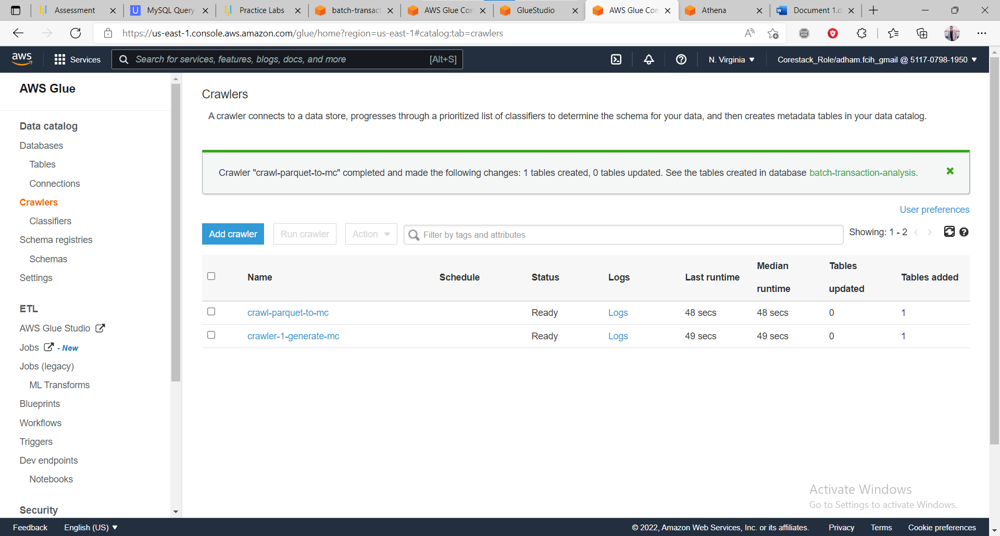 Assessment
MySQL Query
Practice Labs
batch-transact
AWS Glue Con
GlueStudio
AWS Glue Con
Athena
Document 1.d
https://us-east-1.console.aws.amazon.com/glue/home?region=us-east-1#catalog:tab=crawlers
aws
Services
Search for services, features, blogs, docs, and more
[Alt+S]
N. Virginia
Corestack_Role/adham.fcih_gmail @ 5117-0798-1950
AWS Glue
Data catalog
Databases
Tables
Connections
Crawlers
Classifiers
Schema registries
Schemas
Settings
ETL
AWS Glue Studio
Jobs - New
Jobs (legacy)
ML Transforms
Blueprints
Workflows
Triggers
Dev endpoints
Notebooks
Security
Crawlers
A crawler connects to a data store, progresses through a prioritized list of classifiers to determine the schema for your data, and then creates metadata tables in your data catalog.
Crawler "crawl-parquet-to-mc" completed and made the following changes: 1 tables created, 0 tables updated. See the tables created in database batch-transaction-analysis.
User preferences
Add crawler
Run crawler
Action
Filter by tags and attributes
Showing: 1 - 2
Name Schedule Status Logs Last runtime Median runtime Tables updated Tables added
crawl-parquet-to-mc Ready Logs 48 secs 48 secs 0 1
crawler-1-generate-mc Ready Logs 49 secs 49 secs 0 1
Activate Windows
Go to Settings to activate Windows.
Feedback
English (US)
© 2022, Amazon Web Services, Inc. or its affiliates.
Privacy
Terms
Cookie preferences